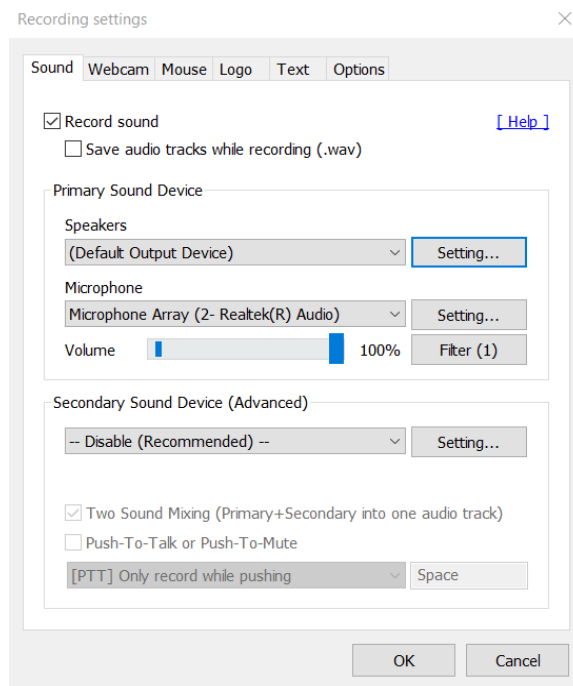 Recording settings
Sound Webcam Mouse Logo Text Options
Record sound [ Help ]
Save audio tracks while recording (.wav)
Primary Sound Device
Speakers
(Default Output Device) Setting...
Microphone
Microphone Array (2- Realtek(R) Audio) Setting...
Volume 100% Filter (1)
Secondary Sound Device (Advanced)
-- Disable (Recommended) -- Setting...
Two Sound Mixing (Primary+Secondary into one audio track)
Push-To-Talk or Push-To-Mute
[PTT] Only record while pushing Space
OK Cancel